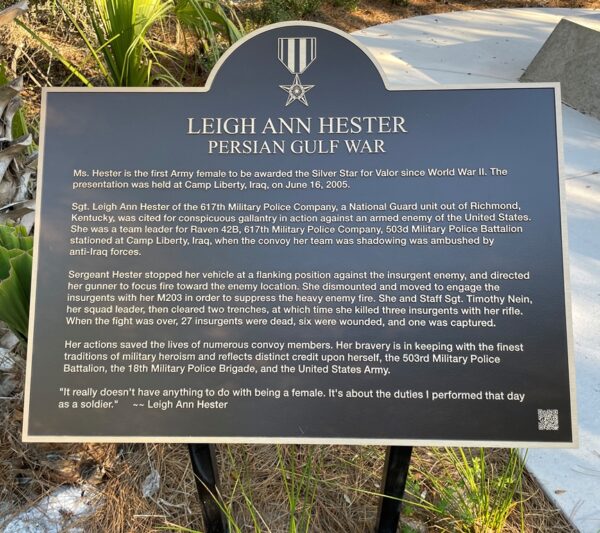 LEIGH ANN HESTER
PERSIAN GULF WAR
Ms. Hester is the first Army female to be awarded the Silver Star for Valor since World War II. The
presentation was held at Camp Liberty, Iraq, on June 16, 2005.
Sgt. Leigh Ann Hester of the 617th Military Police Company, a National Guard unit out of Richmond,
Kentucky, was cited for conspicuous gallantry in action against an armed enemy of the United States.
She was a team leader for Raven 42B, 617th Military Police Company, 503d Military Police Battalion
stationed at Camp Liberty, Iraq, when the convoy her team was shadowing was ambushed by
anti-Iraq forces.
Sergeant Hester stopped her vehicle at a flanking position against the insurgent enemy, and directed
her gunner to focus fire toward the enemy location. She dismounted and moved to engage the
insurgents with her M203 in order to suppress the heavy enemy fire. She and Staff Sgt. Timothy Nein,
her squad leader, then cleared two trenches, at which time she killed three insurgents with her rifle.
When the fight was over, 27 insurgents were dead, six were wounded, and one was captured.
Her actions saved the lives of numerous convoy members. Her bravery is in keeping with the finest
traditions of military heroism and reflects distinct credit upon herself, the 503rd Military Police
Battalion, the 18th Military Police Brigade, and the United States Army.
"It really doesn't have anything to do with being a female. It's about the duties I performed that day
as a soldier." ~~ Leigh Ann Hester